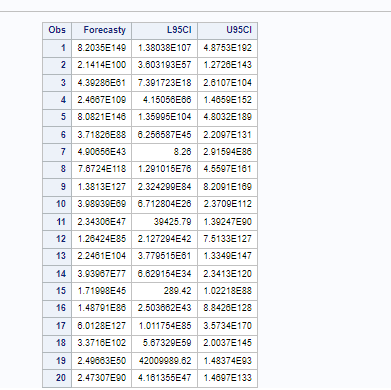 Obs Forecasty L95CI U95CI
1 8.2035E149 1.38038E107 4.8753E192
2 2.1414E100 3.603193E57 1.2726E143
3 4.39286E61 7.391723E18 2.6107E104
4 2.4667E109 4.15056E66 1.4659E152
5 8.0821E146 1.35995E104 4.8032E189
6 3.71826E88 6.256587E45 2.2097E131
7 4.90656E43 8.26 2.91594E86
8 7.6724E118 1.291015E76 4.5597E161
9 1.3813E127 2.324299E84 8.2091E169
10 3.98939E69 6.712804E26 2.3709E112
11 2.34306E47 39425.79 1.39247E90
12 1.26424E85 2.127294E42 7.5133E127
13 2.2461E104 3.779515E61 1.3349E147
14 3.93967E77 6.629154E34 2.3413E120
15 1.71998E45 289.42 1.02218E88
16 1.48791E86 2.503662E43 8.8426E128
17 6.0128E127 1.011754E85 3.5734E170
18 3.3716E102 5.67329E59 2.0037E145
19 2.49663E50 42009989.62 1.48374E93
20 2.47307E90 4.161355E47 1.4697E133